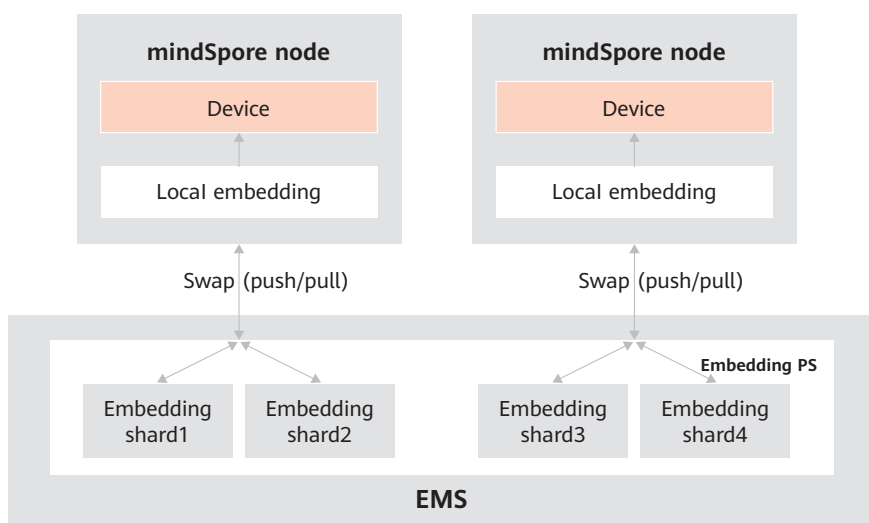 mindSpore node
mindSpore node
Device
Device
Local embedding
Local embedding
Swap (push/pull)
Swap (push/pull)
Embedding PS
Embedding
shard1
Embedding
shard2
Embedding
shard3
Embedding
shard4
EMS